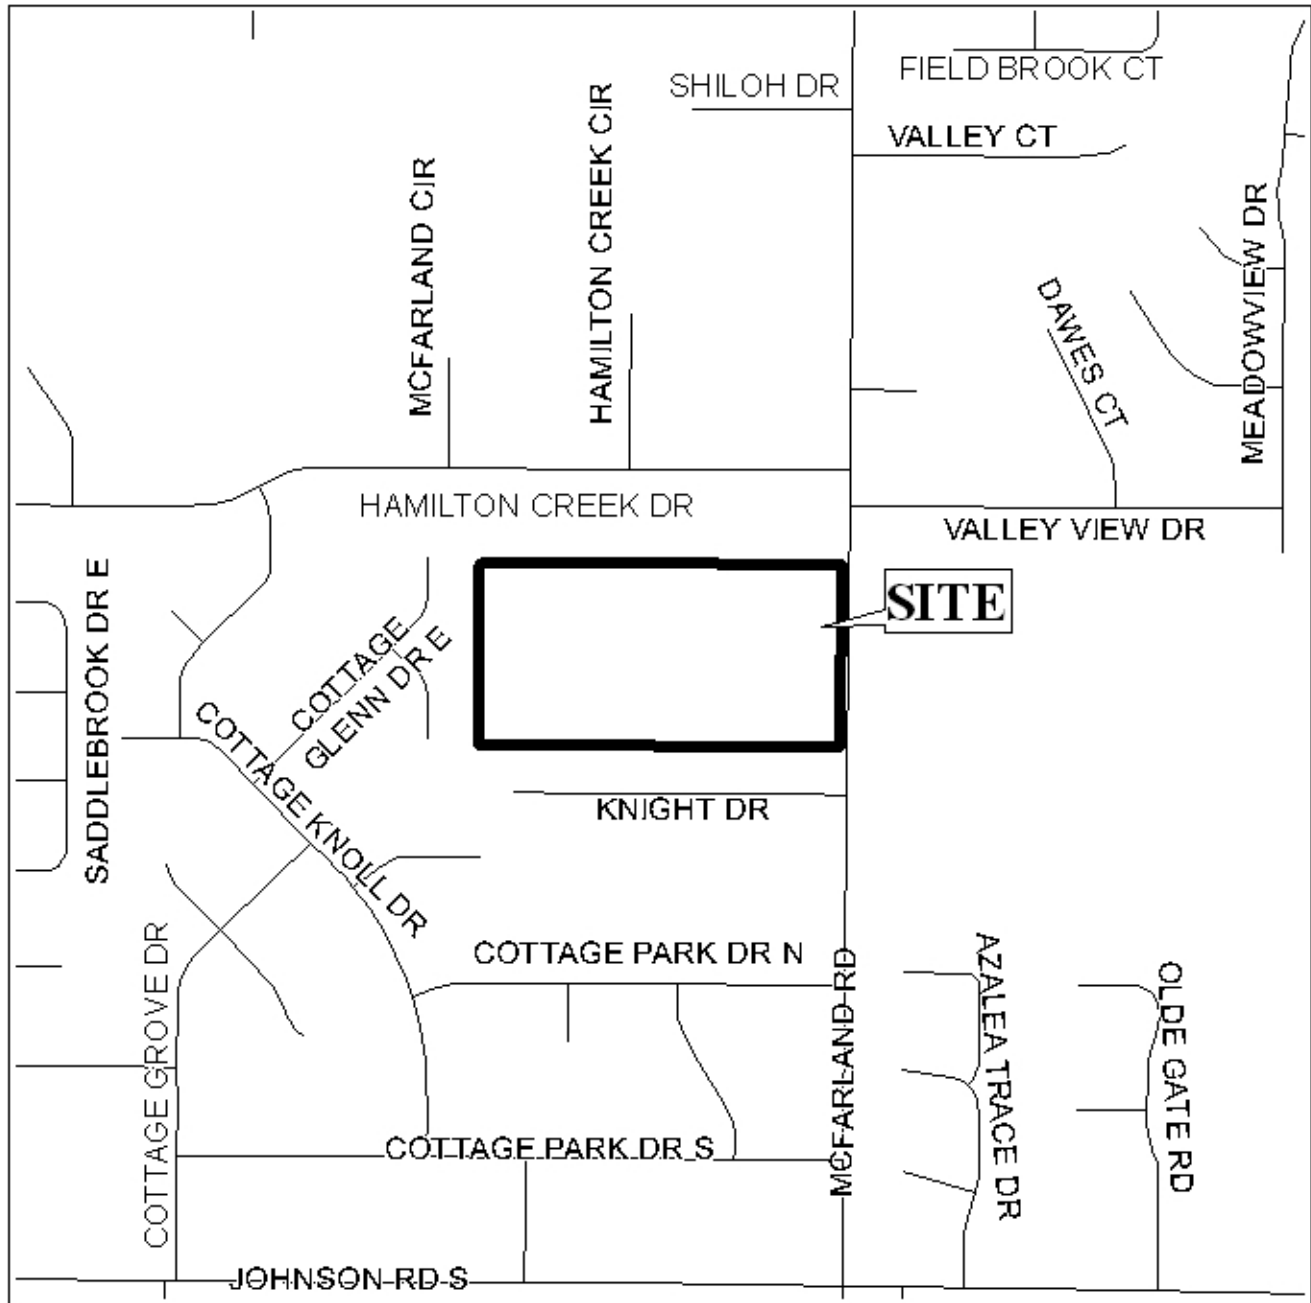 FIELD BROOK CT
SHILOH DR
VALLEY CT
MCFARLAND CIR
HAMILTON CREEK CIR
MEADOWVIEW DR
DAWES CT
HAMILTON CREEK DR
VALLEY VIEW DR
SADDLEBROOK DR E
SITE
COTTAGE
GLENN DR E
COTTAGE KNOLL DR
KNIGHT DR
COTTAGE GROVE DR
COTTAGE PARK DR N
MCFARLAND RD
AZALEA TRACE DR
OLDE GATE RD
COTTAGE PARK DR S
JOHNSON RD S